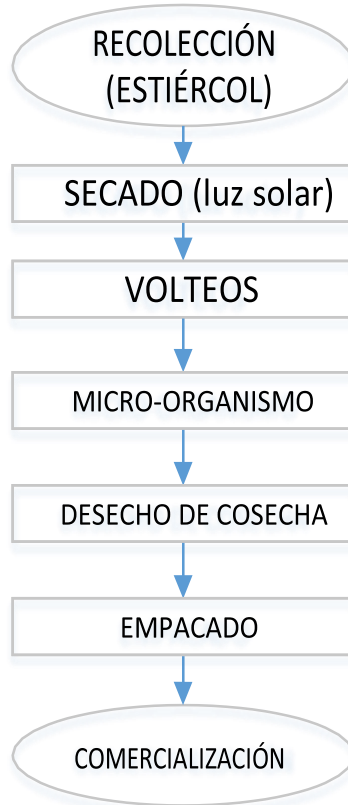 RECOLECCIÓN
(ESTIÉRCOL)
SECADO (luz solar)
VOLTEOS
MICRO-ORGANISMO
DESECHO DE COSECHA
EMPACADO
COMERCIALIZACIÓN